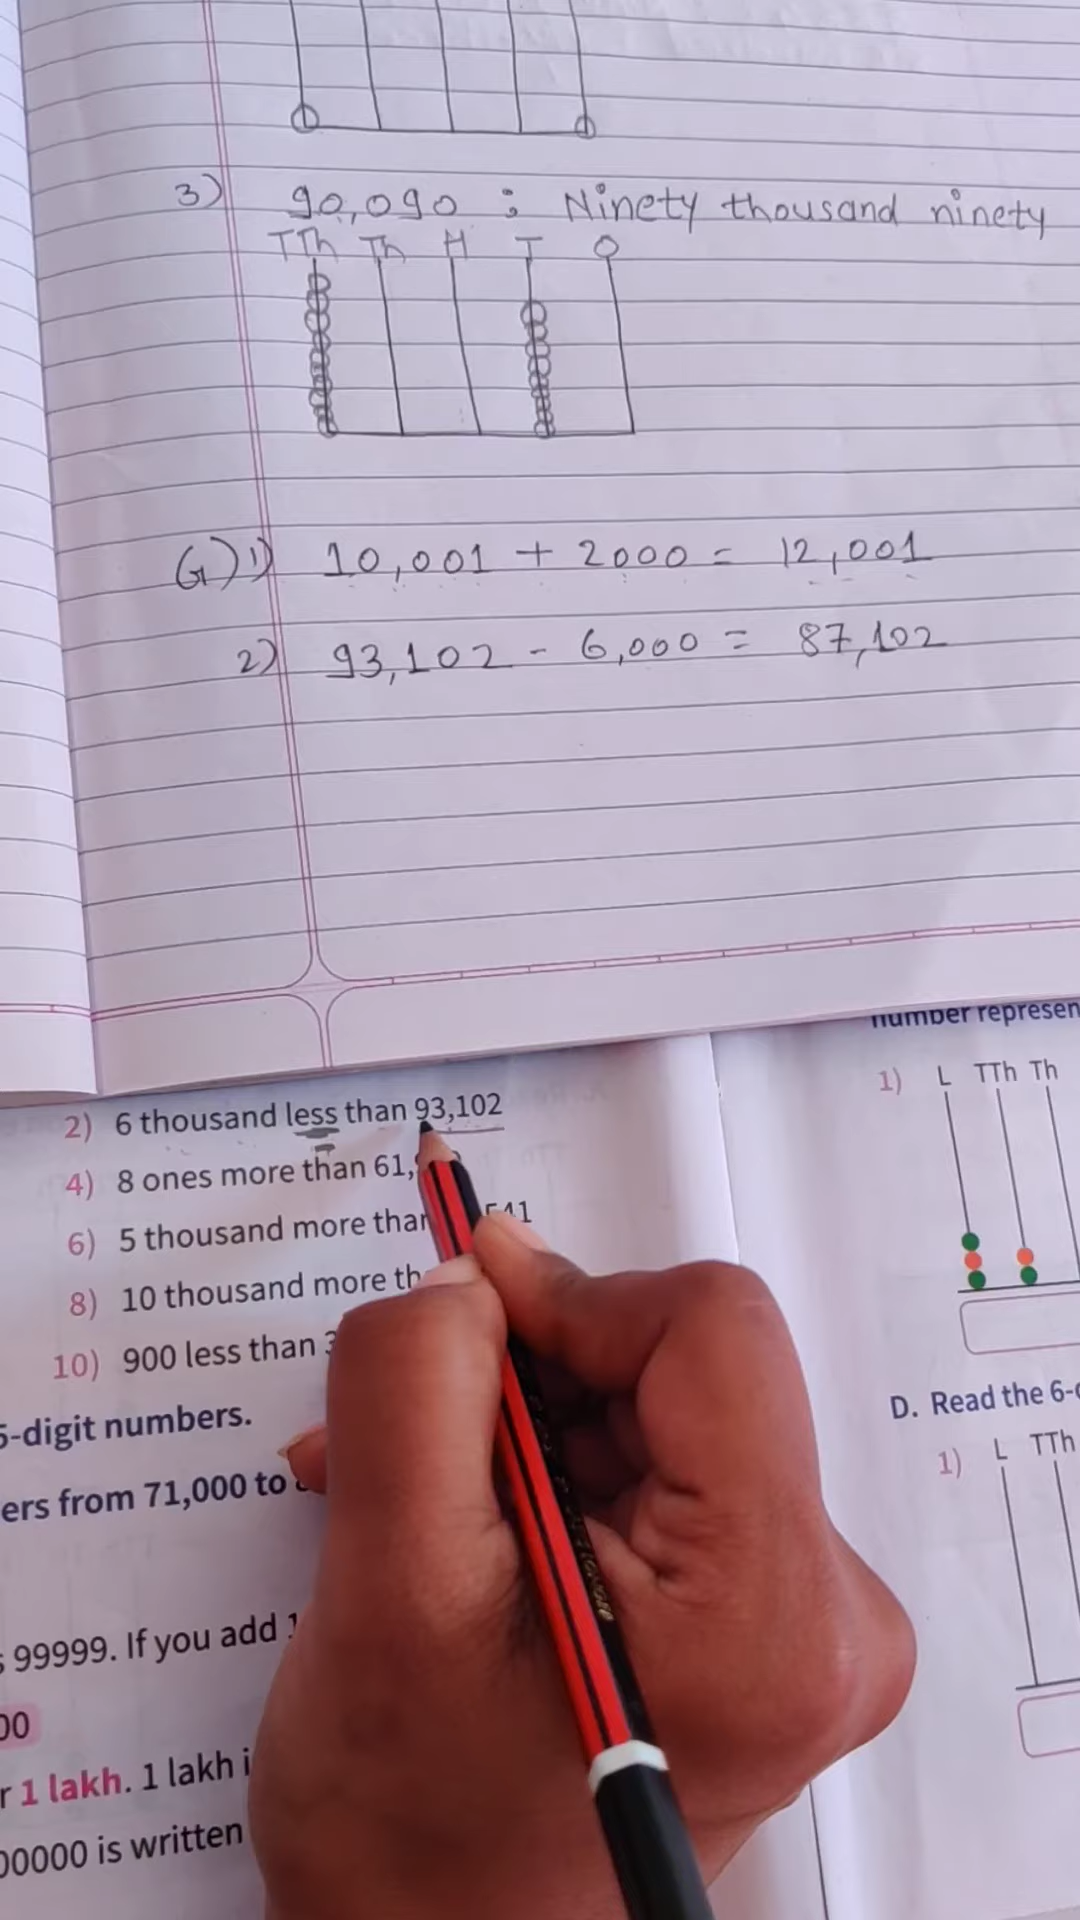 3) 90,090 : Ninety thousand ninety
TTh Th H T O
G) 1) 10,001 + 2000 = 12,001
2) 93,102 - 6,000 = 87,102
2) 6 thousand less than 93,102
4) 8 ones more than 61,
6) 5 thousand more than 541
8) 10 thousand more
10) 900 less than
5-digit numbers.
ers from 71,000 to
99999. If you add
00
1 lakh. 1 lakh
00000 is written
number represen
1) L TTh Th
D. Read the 6-
1) L TTh